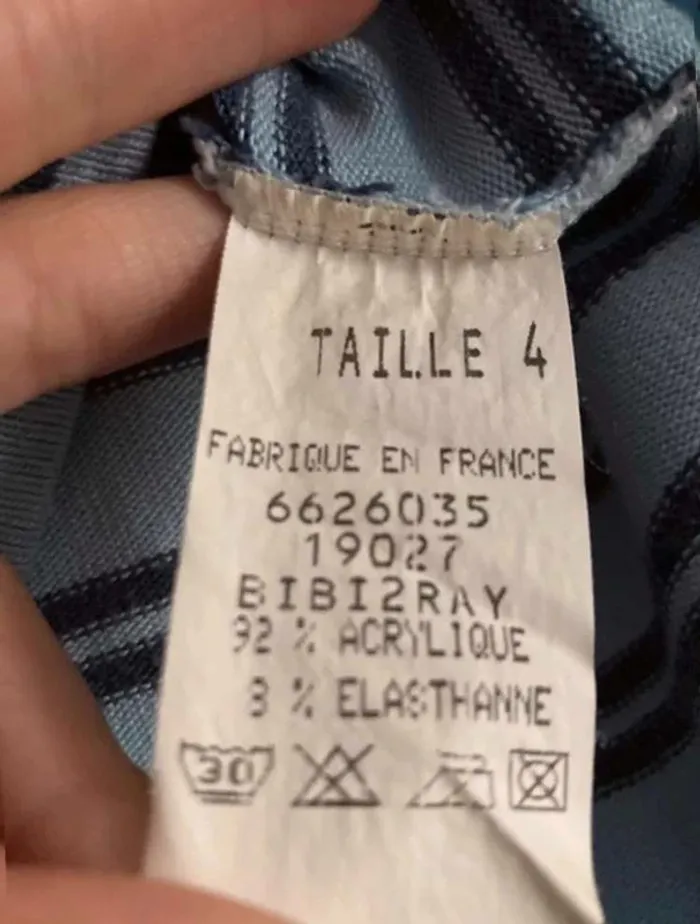 TAILLE 4
FABRIQUE EN FRANCE
6626035
19027
BIBI2RAY
92 % ACRYLIQUE
8 % ELASTHANNE
30